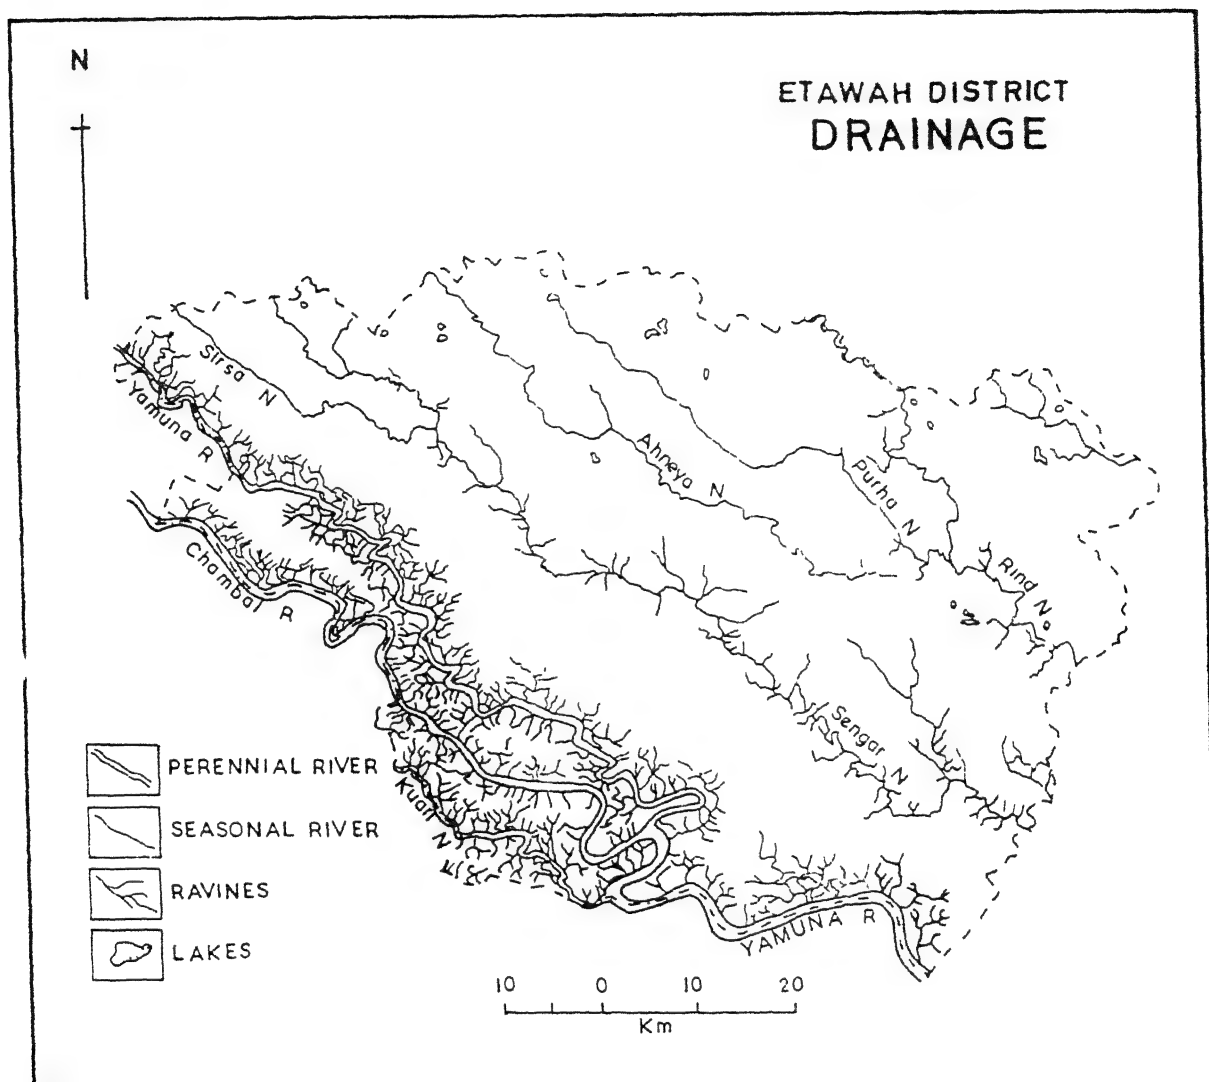 N
ETAWAH DISTRICT
DRAINAGE
Sirsa N
Yamuna R
Ahneya N
Purha N
Chambal R
Rind N
Sengar N
Kuari N
PERENNIAL RIVER
SEASONAL RIVER
RAVINES
LAKES
YAMUNA R
10 0 10 20
Km